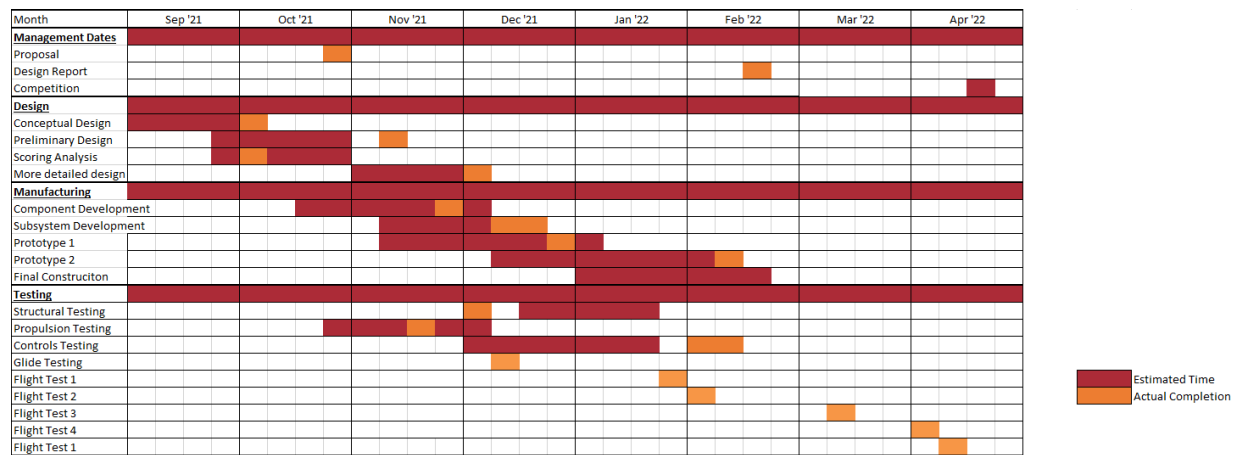 Month Sep '21 Oct '21 Nov '21 Dec '21 Jan '22 Feb '22 Mar '22 Apr '22
Management Dates
Proposal
Design Report
Competition
Design
Conceptual Design
Preliminary Design
Scoring Analysis
More detailed design
Manufacturing
Component Development
Subsystem Development
Prototype 1
Prototype 2
Final Construciton
Testing
Structural Testing
Propulsion Testing
Controls Testing
Glide Testing
Flight Test 1
Flight Test 2
Flight Test 3
Flight Test 4
Flight Test 1
Estimated Time
Actual Completion